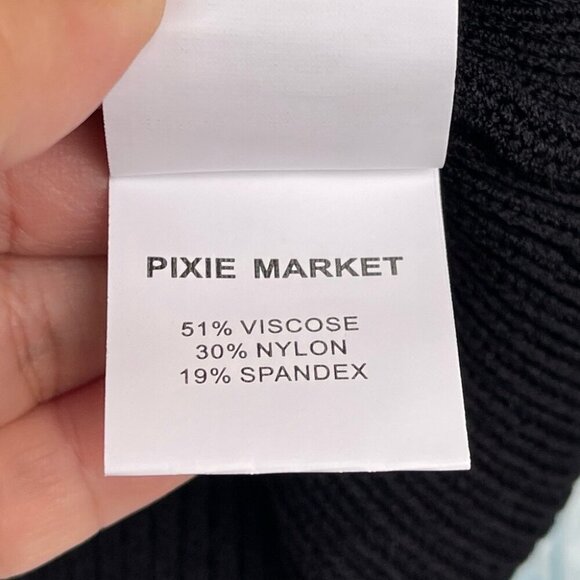 PIXIE MARKET
51% VISCOSE
30% NYLON
19% SPANDEX